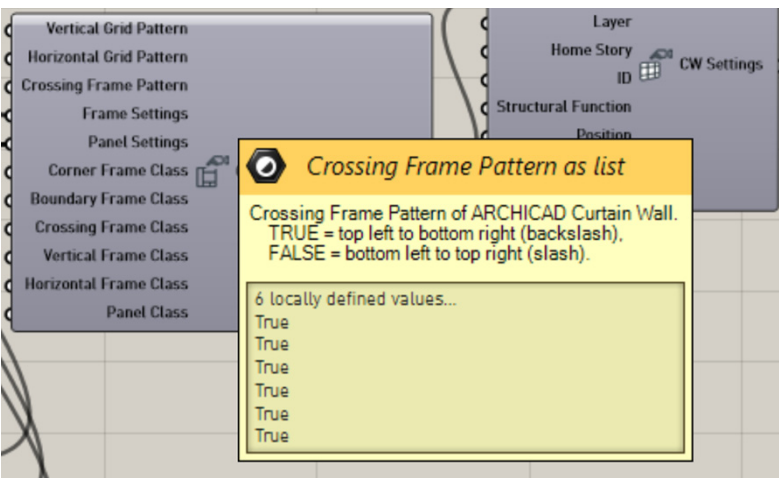 Vertical Grid Pattern
Horizontal Grid Pattern
Crossing Frame Pattern
Frame Settings
Panel Settings
Corner Frame Class
Boundary Frame Class
Crossing Frame Class
Vertical Frame Class
Horizontal Frame Class
Panel Class
Layer
Home Story
ID
CW Settings
Structural Function
Position
Crossing Frame Pattern as list
Crossing Frame Pattern of ARCHICAD Curtain Wall.
TRUE = top left to bottom right (backslash),
FALSE = bottom left to top right (slash).
6 locally defined values...
True
True
True
True
True
True